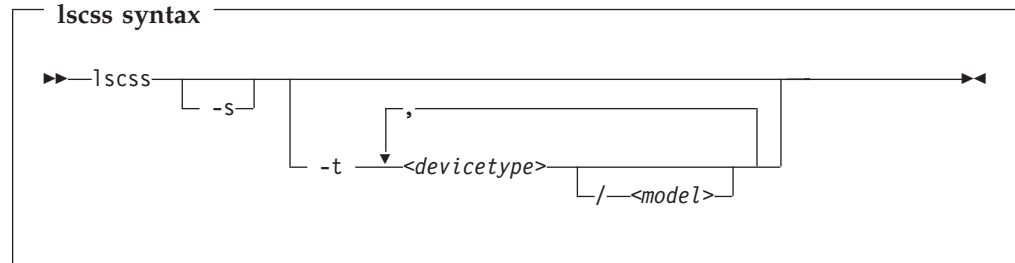 lscss syntax
lscss
-s
,
-t <devicetype>
/ <model>